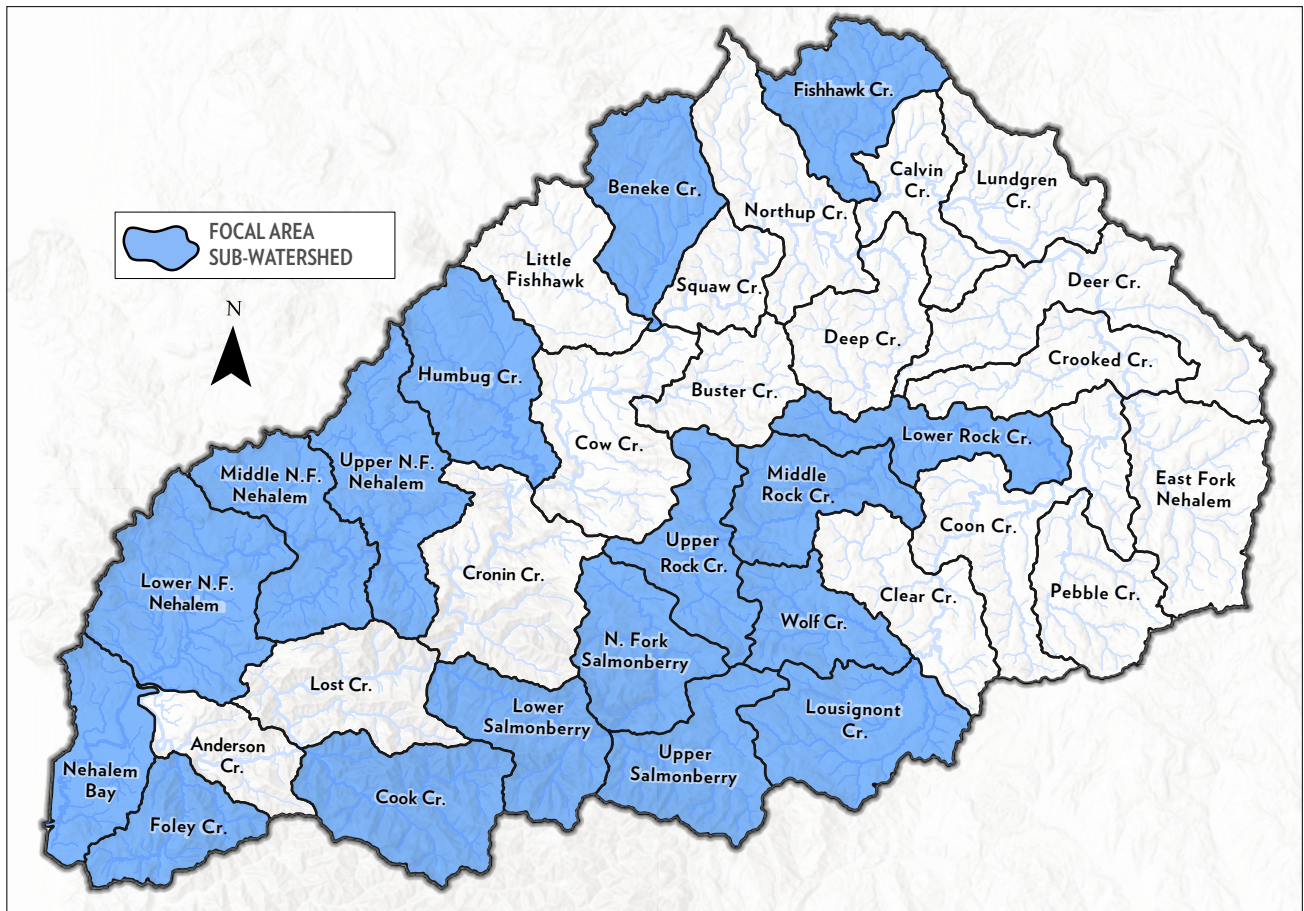 Fishhawk Cr.
Beneke Cr.
Calvin
Cr.
Lundgren
Cr.
Northup Cr.
FOCAL AREA
SUB-WATERSHED
Little
Fishhawk
Squaw Cr.
Deer Cr.
N
Deep Cr.
Crooked Cr.
Humbug Cr.
Buster Cr.
Cow Cr.
Lower Rock Cr.
Middle N.F.
Nehalem
Upper N.F.
Nehalem
Middle
Rock Cr.
East Fork
Nehalem
Coon Cr.
Upper
Rock Cr.
Cronin Cr.
Lower N.F.
Nehalem
Clear Cr.
Pebble Cr.
Wolf Cr.
N. Fork
Salmonberry
Lost Cr.
Lower
Salmonberry
Lousignont
Cr.
Anderson
Cr.
Upper
Salmonberry
Nehalem
Bay
Cook Cr.
Foley Cr.